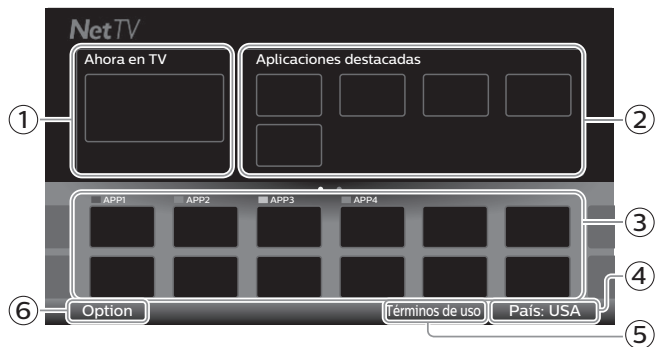 NetTV
Ahora en TV
Aplicaciones destacadas
1
2
APP1 APP2 APP3 APP4
3
4
6
Option
Términos de uso
País: USA
5